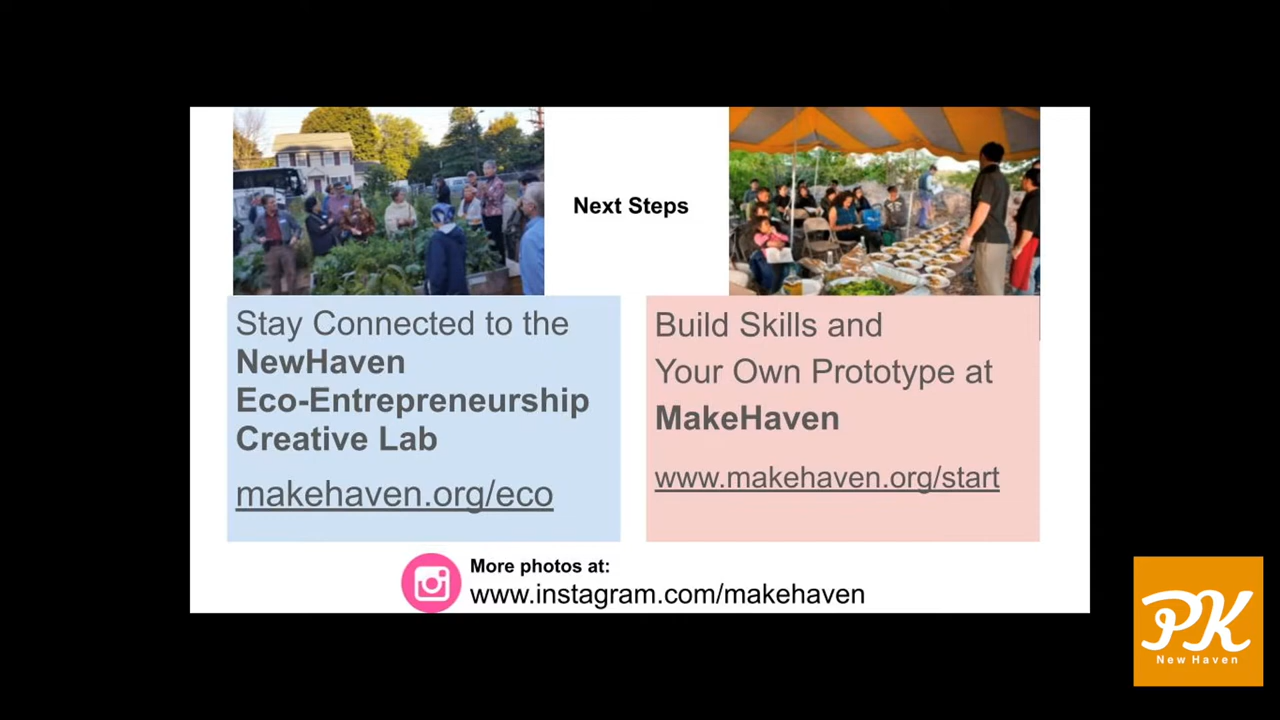 Next Steps
Stay Connected to the
NewHaven
Eco-Entrepreneurship
Creative Lab
makehaven.org/eco
Build Skills and
Your Own Prototype at
MakeHaven
www.makehaven.org/start
More photos at:
www.instagram.com/makehaven
PK
New Haven